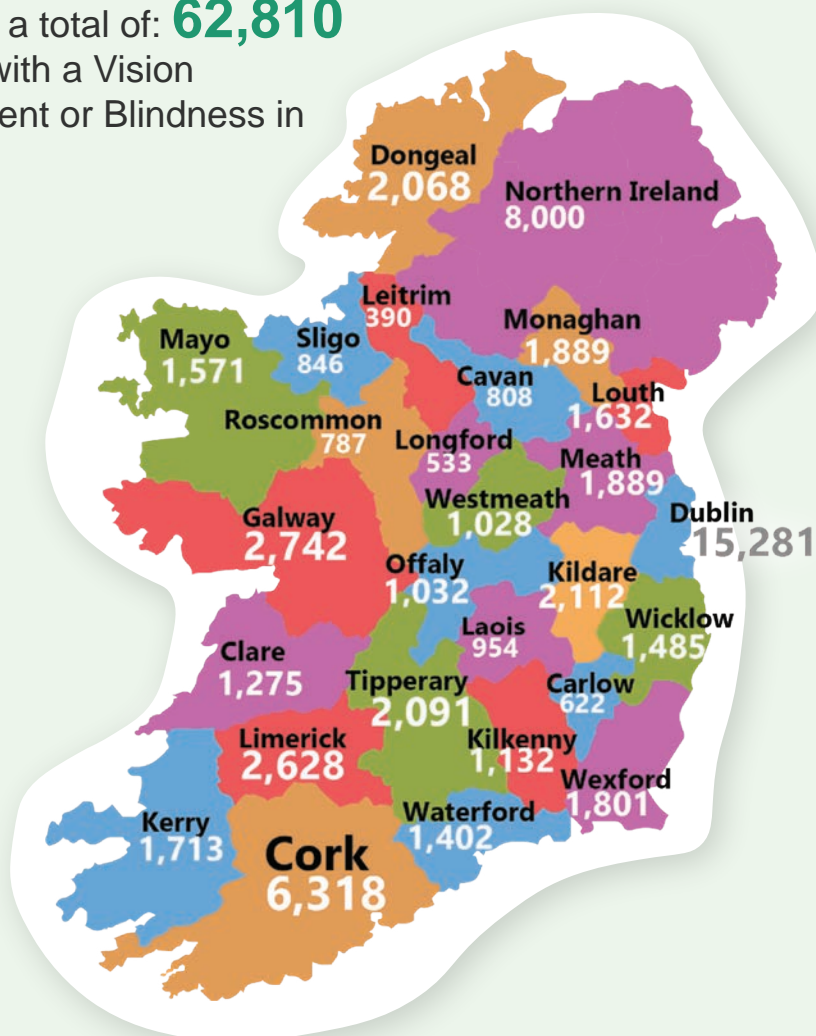 a total of: 62,810
with a Vision
ent or Blindness in
Dongeal
2,068
Northern Ireland
8,000
Leitrim
390
Monaghan
1,889
Mayo
1,571
Sligo
846
Cavan
808
Louth
1,632
Roscommon
787
Longford
533
Meath
1,889
Westmeath
1,028
Dublin
15,281
Galway
2,742
Offaly
1,032
Kildare
2,112
Wicklow
1,485
Laois
954
Clare
1,275
Tipperary
2,091
Carlow
622
Limerick
2,628
Kilkenny
1,132
Wexford
1,801
Kerry
1,713
Waterford
1,402
Cork
6,318